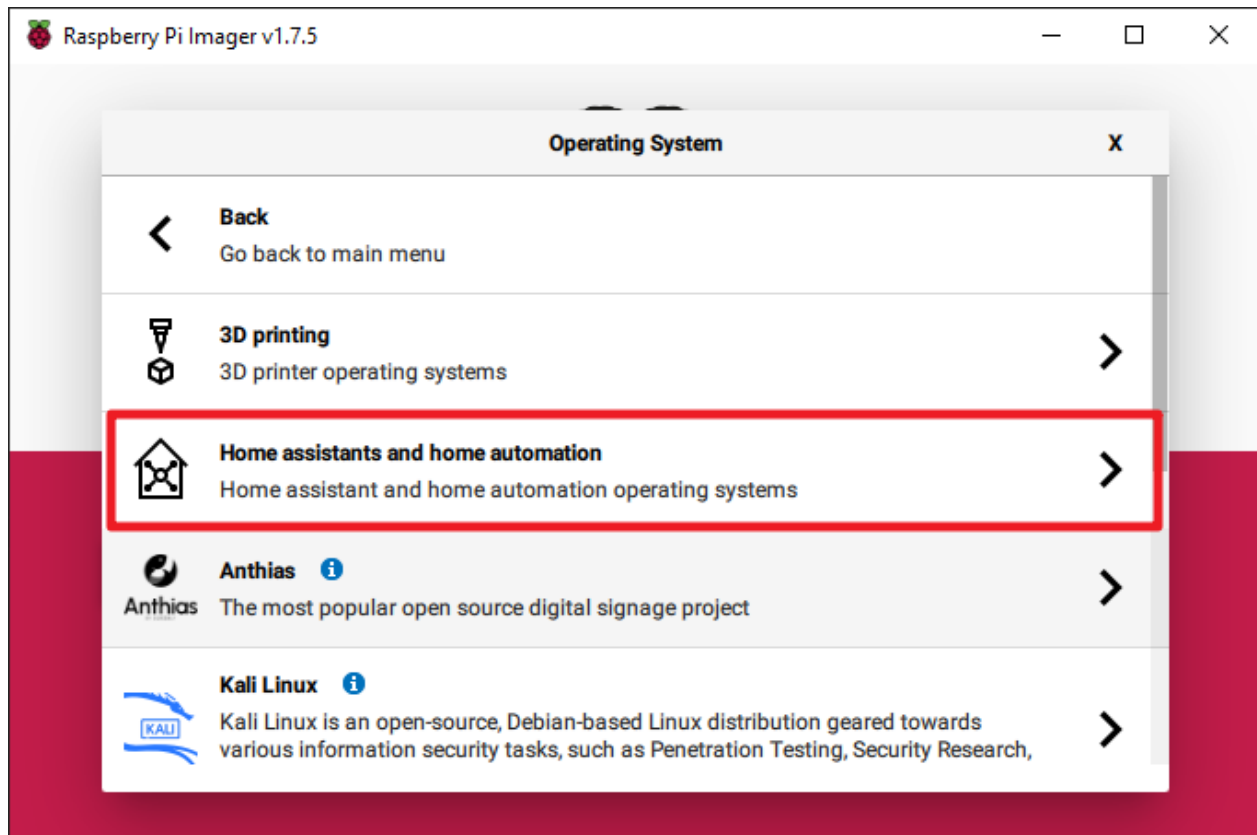 Raspberry Pi Imager v1.7.5
Operating System X
Back
Go back to main menu
3D printing
3D printer operating systems
Home assistants and home automation
Home assistant and home automation operating systems
Anthias
Anthias
The most popular open source digital signage project
Kali Linux
KALI
Kali Linux is an open-source, Debian-based Linux distribution geared towards
various information security tasks, such as Penetration Testing, Security Research,